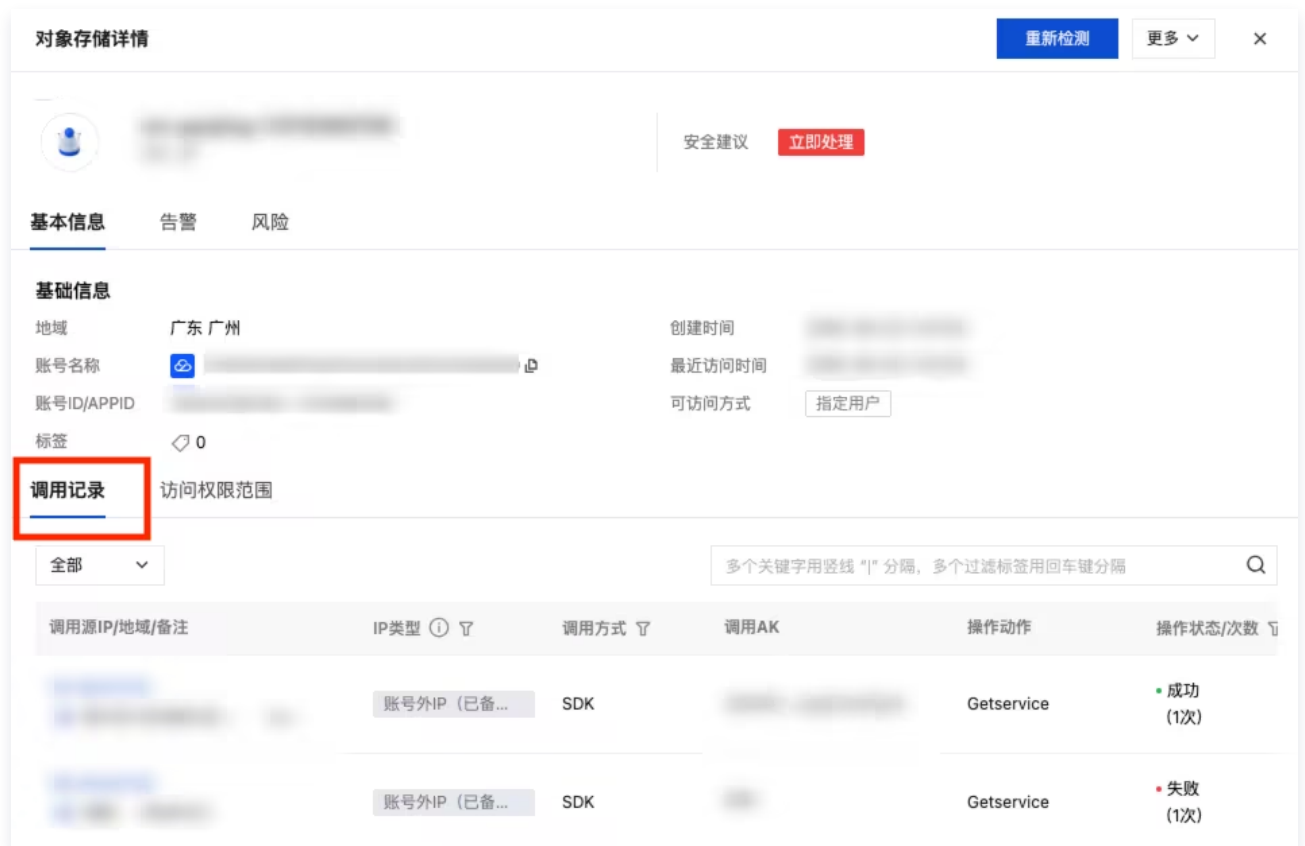 对象存储详情
重新检测
更多
安全建议
立即处理
基本信息
告警
风险
基础信息
地域
广东 广州
创建时间
账号名称
最近访问时间
账号ID/APPID
可访问方式
指定用户
标签
0
调用记录
访问权限范围
全部
多个关键字用竖线 "|" 分隔，多个过滤标签用回车键分隔
调用源IP/地域/备注
IP类型
调用方式
调用AK
操作动作
操作状态/次数
账号外IP（已备...
SDK
Getservice
成功
(1次)
账号外IP（已备...
SDK
Getservice
失败
(1次)